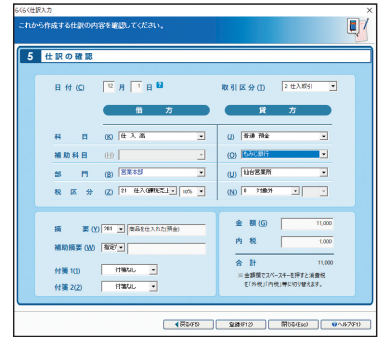 らくらく仕訳入力
これから作成する仕訳の内容を確認してください。
5 仕訳の確認
日付(C) 12 月 1 日 ? 取引区分(T) 2 仕入取引
借方 貸方
科目 (K) 仕入高 (J) 普通預金
補助科目 (H) (O) もみじ銀行
部門 (B) 営業本部 (U) 仙台営業所
税区分 (Z) 21 10% (N) 0 対象外
摘要(Y) 201 商品を仕入れた(預金) 金額(G) 11,000
補助摘要(W) 指定 内税 1,000
付箋1(1) 付箋なし 合計 11,000
付箋2(2) 付箋なし ※金額欄でスペースキーを押すと消費税
を「外税」「内税」等に切り替えます。
戻る(F5) 登録(F12) 閉じる(Esc) ヘルプ(F1)